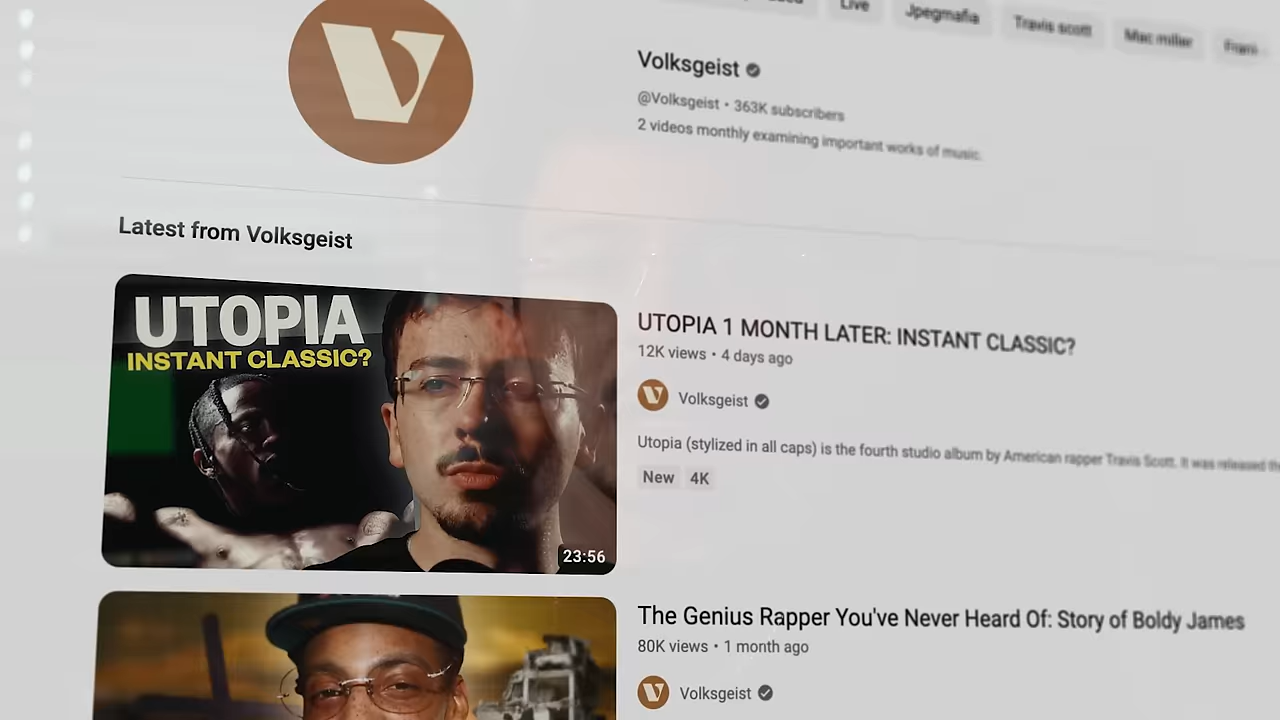 Live
Jpegmafia
Travis scott
Mac miller
Volksgeist
@Volksgeist • 363K subscribers
2 videos monthly examining important works of music.
Latest from Volksgeist
UTOPIA
INSTANT CLASSIC?
23:56
UTOPIA 1 MONTH LATER: INSTANT CLASSIC?
12K views • 4 days ago
Volksgeist
Utopia (stylized in all caps) is the fourth studio album by American rapper Travis Scott. It was released
New 4K
The Genius Rapper You've Never Heard Of: Story of Boldy James
80K views • 1 month ago
Volksgeist